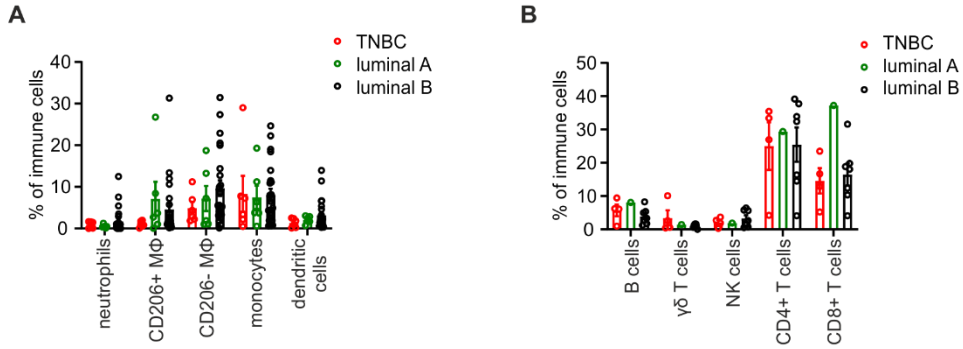 A
TNBC
luminal A
luminal B
% of immune cells
40
30
20
10
0
neutrophils
CD206+ MΦ
CD206- MΦ
monocytes
dendritic
cells
B
TNBC
luminal A
luminal B
% of immune cells
50
40
30
20
10
0
B cells
γδ T cells
NK cells
CD4+ T cells
CD8+ T cells